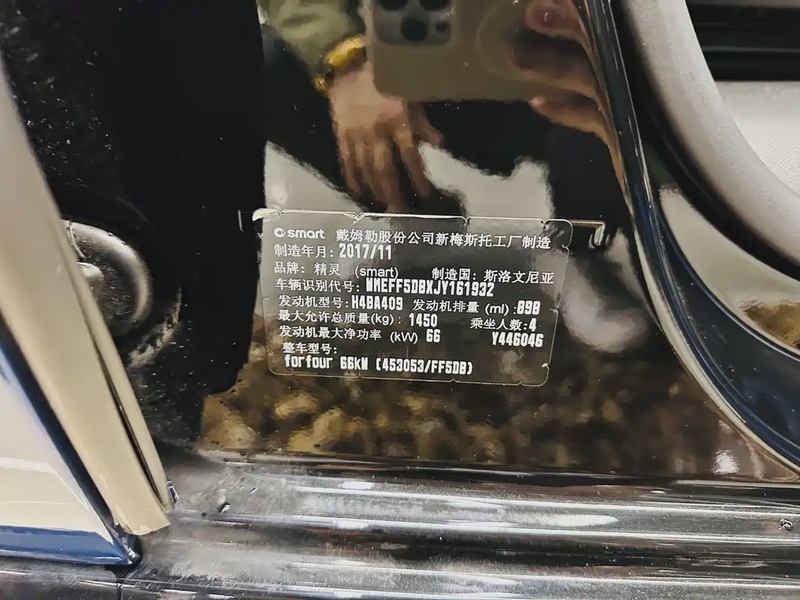 smart 戴姆勒股份公司新梅斯托工厂制造
制造年月: 2017/11
品牌: 精灵 (smart) 制造国: 斯洛文尼亚
车辆识别代号: WMEFF5DBXJY161932
发动机型号: H4BA409 发动机排量 (ml) :898
最大允许总质量(kg): 1450 乘坐人数: 4
发动机最大净功率 (kW) 66 Y446046
整车型号:
forfour 66kW (453053/FF5DB)